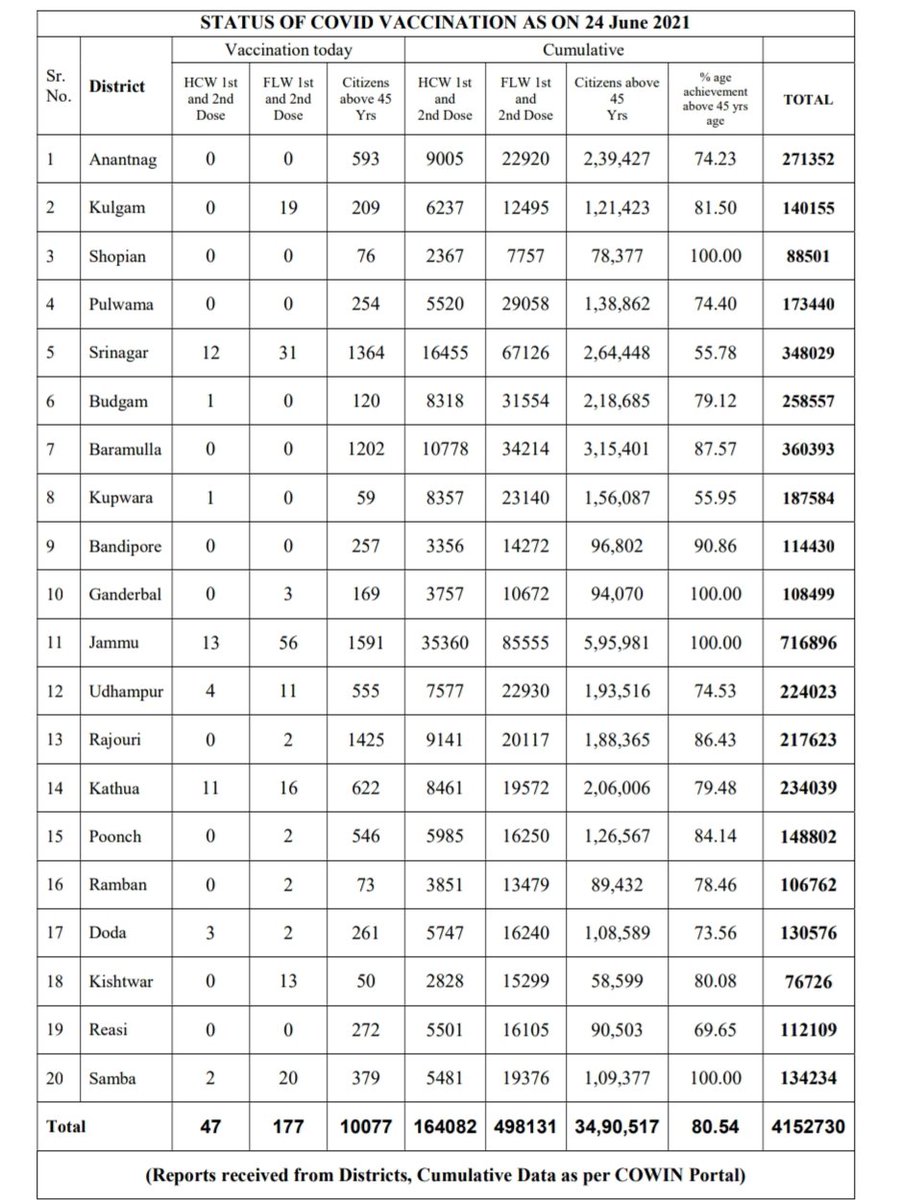 STATUS OF COVID VACCINATION AS ON 24 June 2021
Vaccination today Cumulative
Sr. No. District HCW 1st and 2nd Dose FLW 1st and 2nd Dose Citizens above 45 Yrs HCW 1st and 2nd Dose FLW 1st and 2nd Dose Citizens above 45 Yrs % age achievement above 45 yrs age TOTAL
1 Anantnag 0 0 593 9005 22920 2,39,427 74.23 271352
2 Kulgam 0 19 209 6237 12495 1,21,423 81.50 140155
3 Shopian 0 0 76 2367 7757 78,377 100.00 88501
4 Pulwama 0 0 254 5520 29058 1,38,862 74.40 173440
5 Srinagar 12 31 1364 16455 67126 2,64,448 55.78 348029
6 Budgam 1 0 120 8318 31554 2,18,685 79.12 258557
7 Baramulla 0 0 1202 10778 34214 3,15,401 87.57 360393
8 Kupwara 1 0 59 8357 23140 1,56,087 55.95 187584
9 Bandipore 0 0 257 3356 14272 96,802 90.86 114430
10 Ganderbal 0 3 169 3757 10672 94,070 100.00 108499
11 Jammu 13 56 1591 35360 85555 5,95,981 100.00 716896
12 Udhampur 4 11 555 7577 22930 1,93,516 74.53 224023
13 Rajouri 0 2 1425 9141 20117 1,88,365 86.43 217623
14 Kathua 11 16 622 8461 19572 2,06,006 79.48 234039
15 Poonch 0 2 546 5985 16250 1,26,567 84.14 148802
16 Ramban 0 2 73 3851 13479 89,432 78.46 106762
17 Doda 3 2 261 5747 16240 1,08,589 73.56 130576
18 Kishtwar 0 13 50 2828 15299 58,599 80.08 76726
19 Reasi 0 0 272 5501 16105 90,503 69.65 112109
20 Samba 2 20 379 5481 19376 1,09,377 100.00 134234
Total 47 177 10077 164082 498131 34,90,517 80.54 4152730
(Reports received from Districts, Cumulative Data as per COWIN Portal)